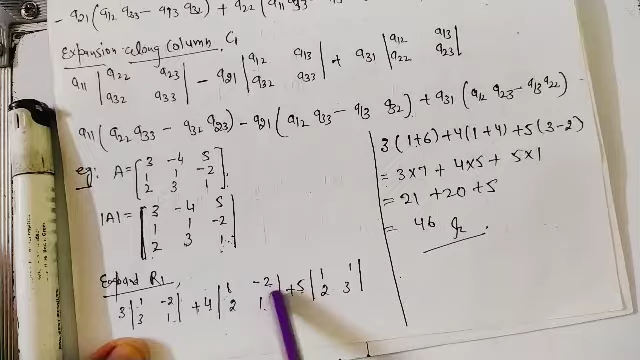 - a21(a12 a33 - a13 a32) + a22(a11 a33
Expansion along column, C1
a11 | a22 a23 | - a21 | a12 a13 | + a31 | a12 a13 |
a32 a33 a32 a33 a22 a23
a11(a22 a33 - a32 a23) - a21(a12 a33 - a13 a32) + a31(a12 a23 - a13 a22)
eg: A = [ 3 -4 5
1 1 -2
2 3 1 ]
|A| = 3 -4 5
1 1 -2
2 3 1
Expand R1,
3 | 1 -2 | + 4 | 1 -2 | + 5 | 1 1 |
3 1 2 1 2 3
3(1+6)+4(1+4)+5(3-2)
= 3×7 + 4×5 + 5×1
= 21 +20 +5
= 46